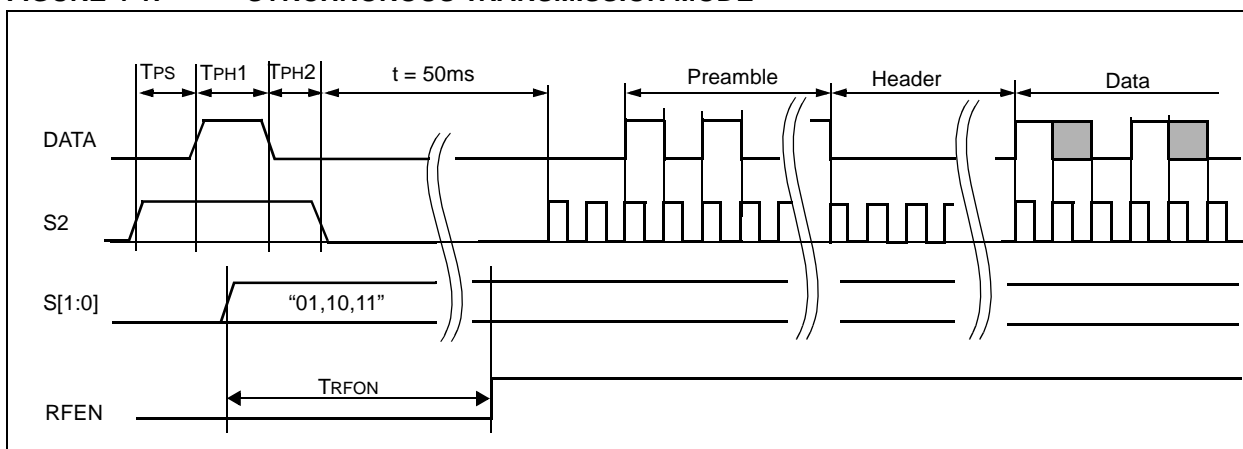 TPS TPH1 TPH2 t = 50ms Preamble Header Data
DATA
S2
S[1:0] “01,10,11”
TRFON
RFEN